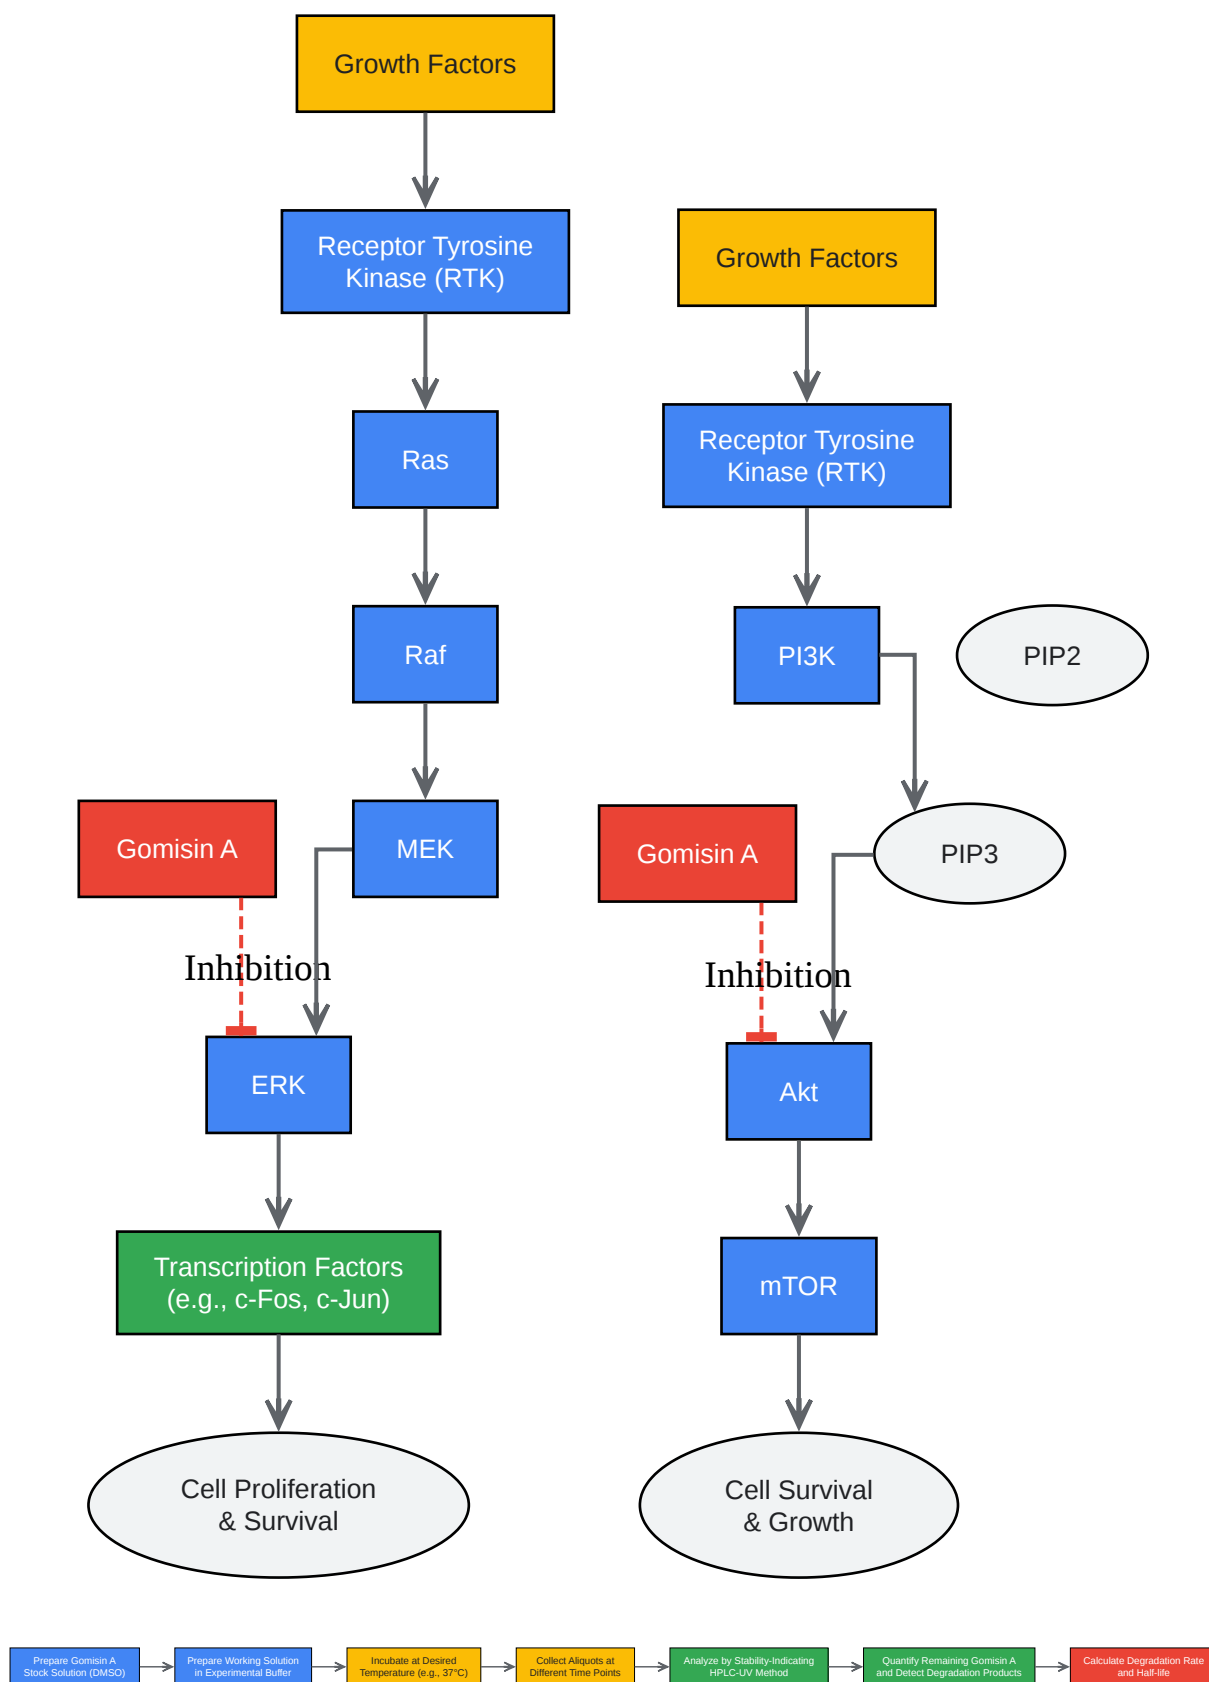 Growth Factors
Receptor Tyrosine
Kinase (RTK)
Ras
Raf
MEK
Gomisin A
Inhibition
ERK
Transcription Factors
(e.g., c-Fos, c-Jun)
Cell Proliferation
& Survival
Growth Factors
Receptor Tyrosine
Kinase (RTK)
PI3K
PIP2
PIP3
Gomisin A
Inhibition
Akt
mTOR
Cell Survival
& Growth
Prepare Gomisin A
Stock Solution (DMSO)
Prepare Working Solution
in Experimental Buffer
Incubate at Desired
Temperature (e.g., 37°C)
Collect Aliquots at
Different Time Points
Analyze by Stability-Indicating
HPLC-UV Method
Quantify Remaining Gomisin A
and Detect Degradation Products
Calculate Degradation Rate
and Half-life